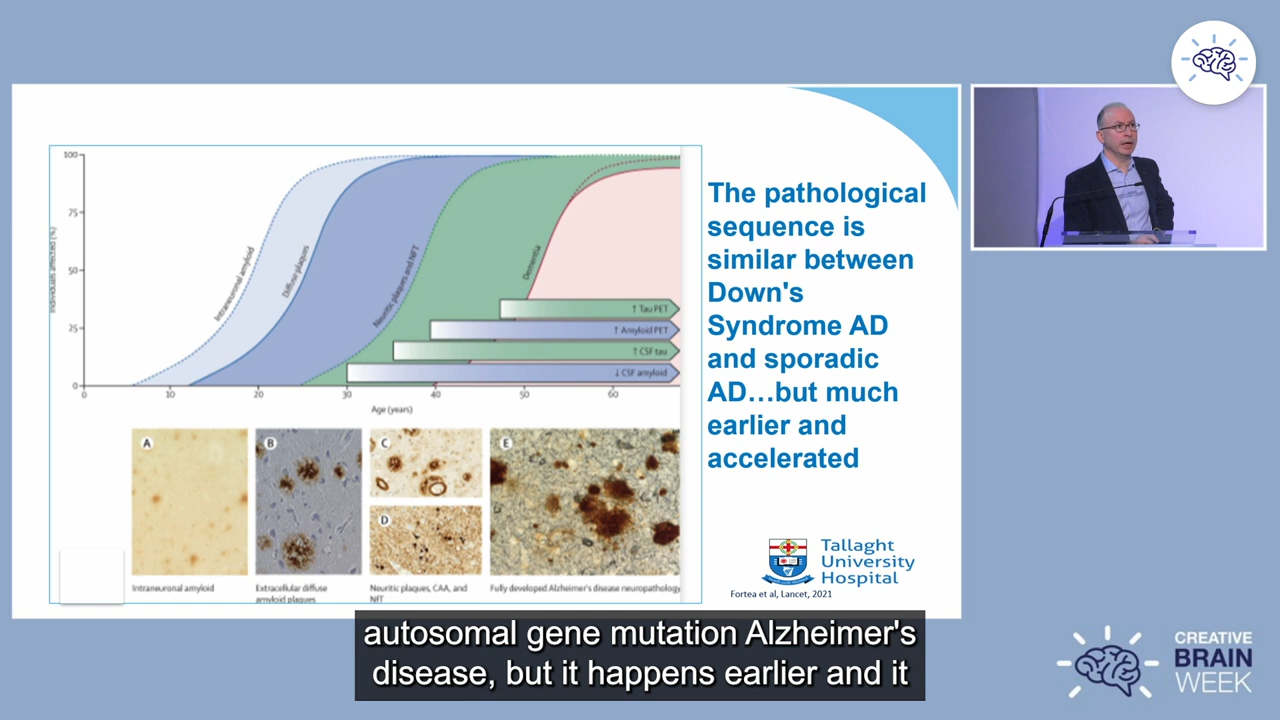 100
75
50
25
0
Individuals affected (%)
Intraneuronal amyloid
Diffuse plaques
Neuritic plaques and NFT
Dementia
↑ Tau PET
↑ Amyloid PET
↑ CSF tau
↓ CSF amyloid
0 10 20 30 40 50 60
Age (years)
A
B
C
D
E
Intraneuronal amyloid
Extracellular diffuse
amyloid plaques
Neuritic plaques, CAA, and
NfT
Fully developed Alzheimer's disease neuropathology
The pathological
sequence is
similar between
Down's
Syndrome AD
and sporadic
AD…but much
earlier and
accelerated
Tallaght
University
Hospital
Fortea et al, Lancet, 2021
autosomal gene mutation Alzheimer's
disease, but it happens earlier and it
CREATIVE
BRAIN
WEEK